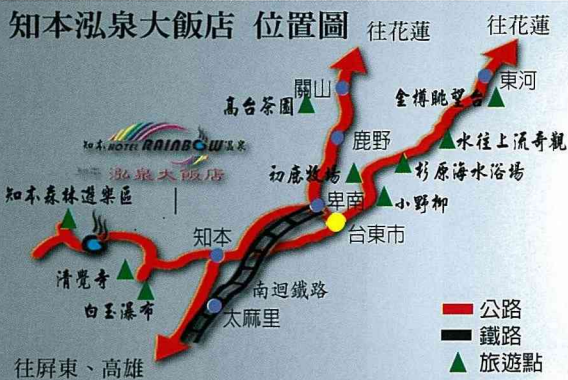 知本泓泉大飯店 位置圖
往花蓮
往花蓮
關山
高台茶園
東河
金樽眺望台
知本 HOTEL RAINBOW 溫泉
泓泉大飯店
鹿野
水往上流奇觀
初鹿牧場
杉原海水浴場
知本森林遊樂區
卑南
小野柳
知本
台東市
清覺寺
白玉瀑布
南迴鐵路
太麻里
公路
鐵路
旅遊點
往屏東、高雄